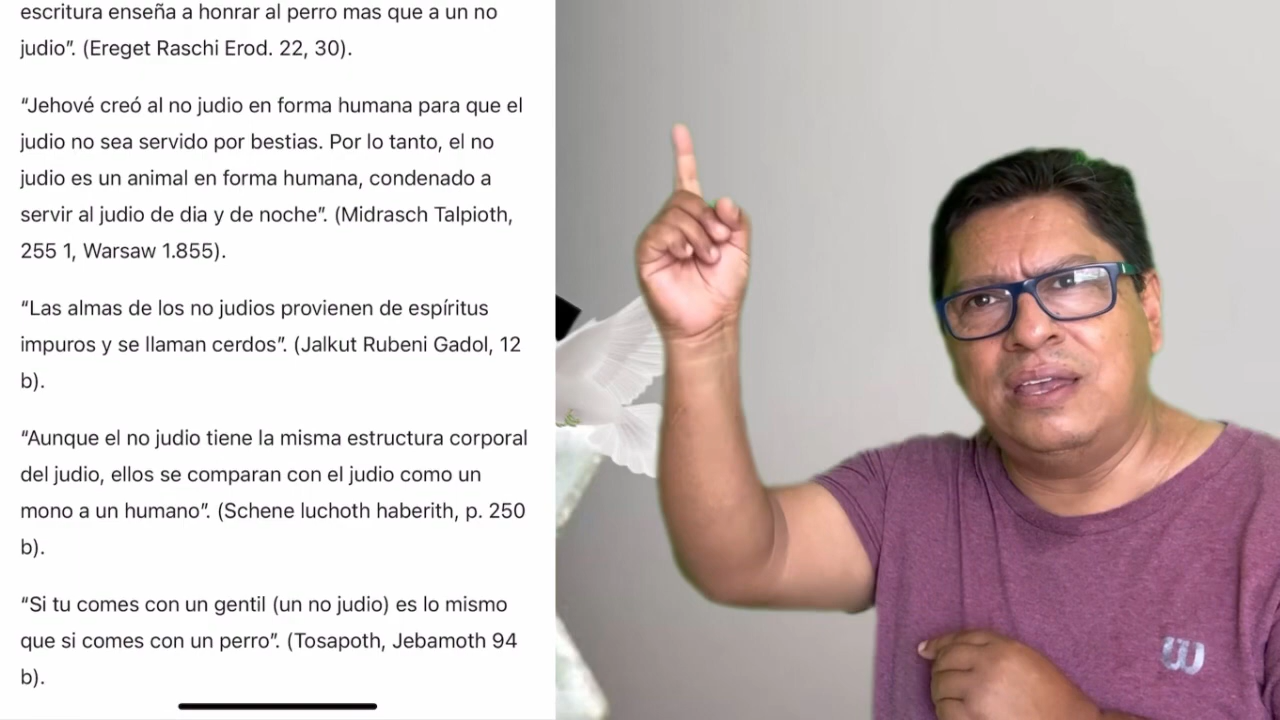 escritura enseña a honrar al perro mas que a un no
judio”. (Ereget Raschi Erod. 22, 30).
“Jehové creó al no judio en forma humana para que el
judio no sea servido por bestias. Por lo tanto, el no
judio es un animal en forma humana, condenado a
servir al judio de dia y de noche”. (Midrasch Talpioth,
255 1, Warsaw 1.855).
“Las almas de los no judios provienen de espíritus
impuros y se llaman cerdos”. (Jalkut Rubeni Gadol, 12
b).
“Aunque el no judio tiene la misma estructura corporal
del judio, ellos se comparan con el judio como un
mono a un humano”. (Schene luchoth haberith, p. 250
b).
“Si tu comes con un gentil (un no judio) es lo mismo
que si comes con un perro”. (Tosapoth, Jebamoth 94
b).